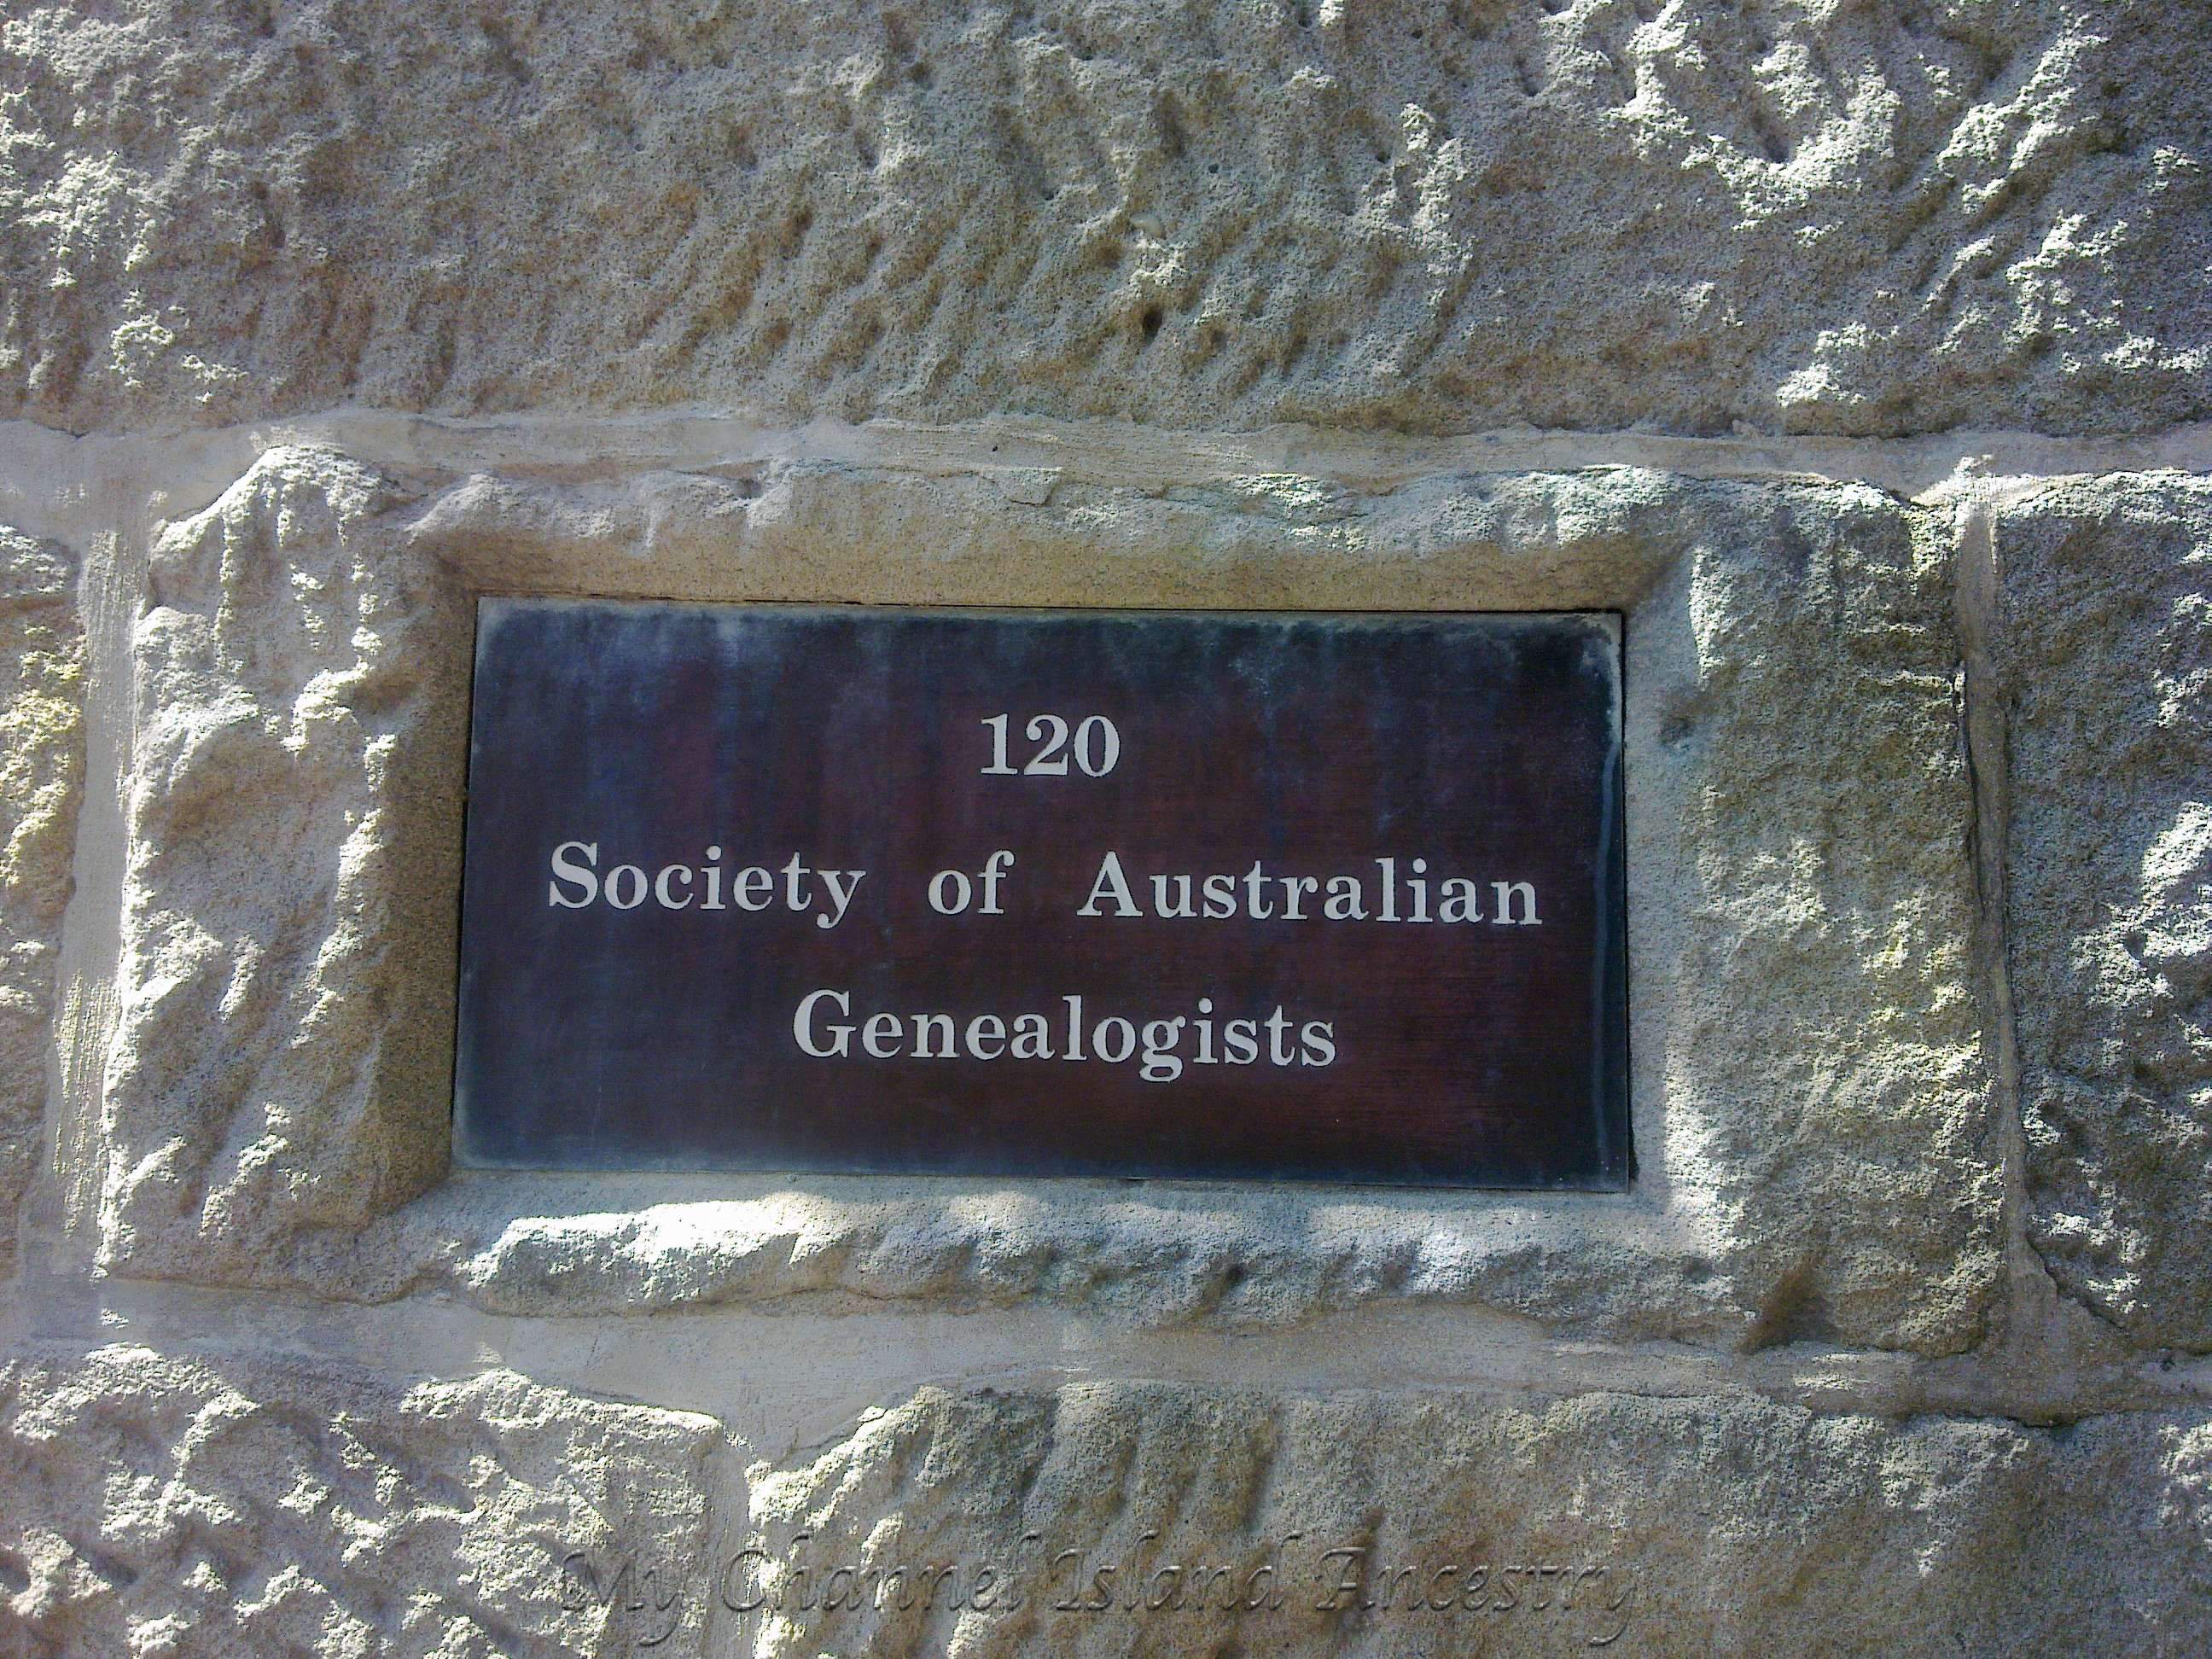 120
Society of Australian
Genealogists
My Channel Island Ancestry